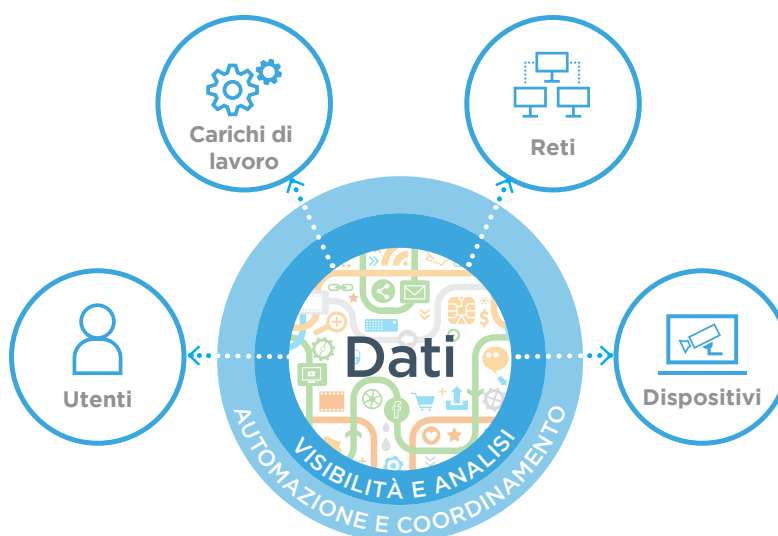 Carichi di
lavoro
Reti
Utenti
Dati
Dispositivi
VISIBILITÀ E ANALISI
AUTOMAZIONE E COORDINAMENTO